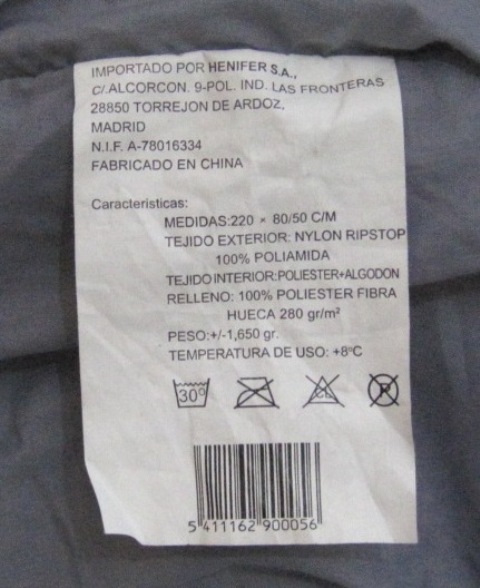 IMPORTADO POR HENIFER S.A.,
C/.ALCORCON. 9-POL. IND. LAS FRONTERAS
28850 TORREJON DE ARDOZ,
MADRID
N.I.F. A-78016334
FABRICADO EN CHINA
Caracteristicas:
MEDIDAS:220 × 80/50 C/M
TEJIDO EXTERIOR: NYLON RIPSTOP
100% POLIAMIDA
TEJIDO INTERIOR:POLIESTER+ALGODON
RELLENO: 100% POLIESTER FIBRA
HUECA 280 gr/m²
PESO:+/-1,650 gr.
TEMPERATURA DE USO: +8ºC
30º CL P
5 411162 900056